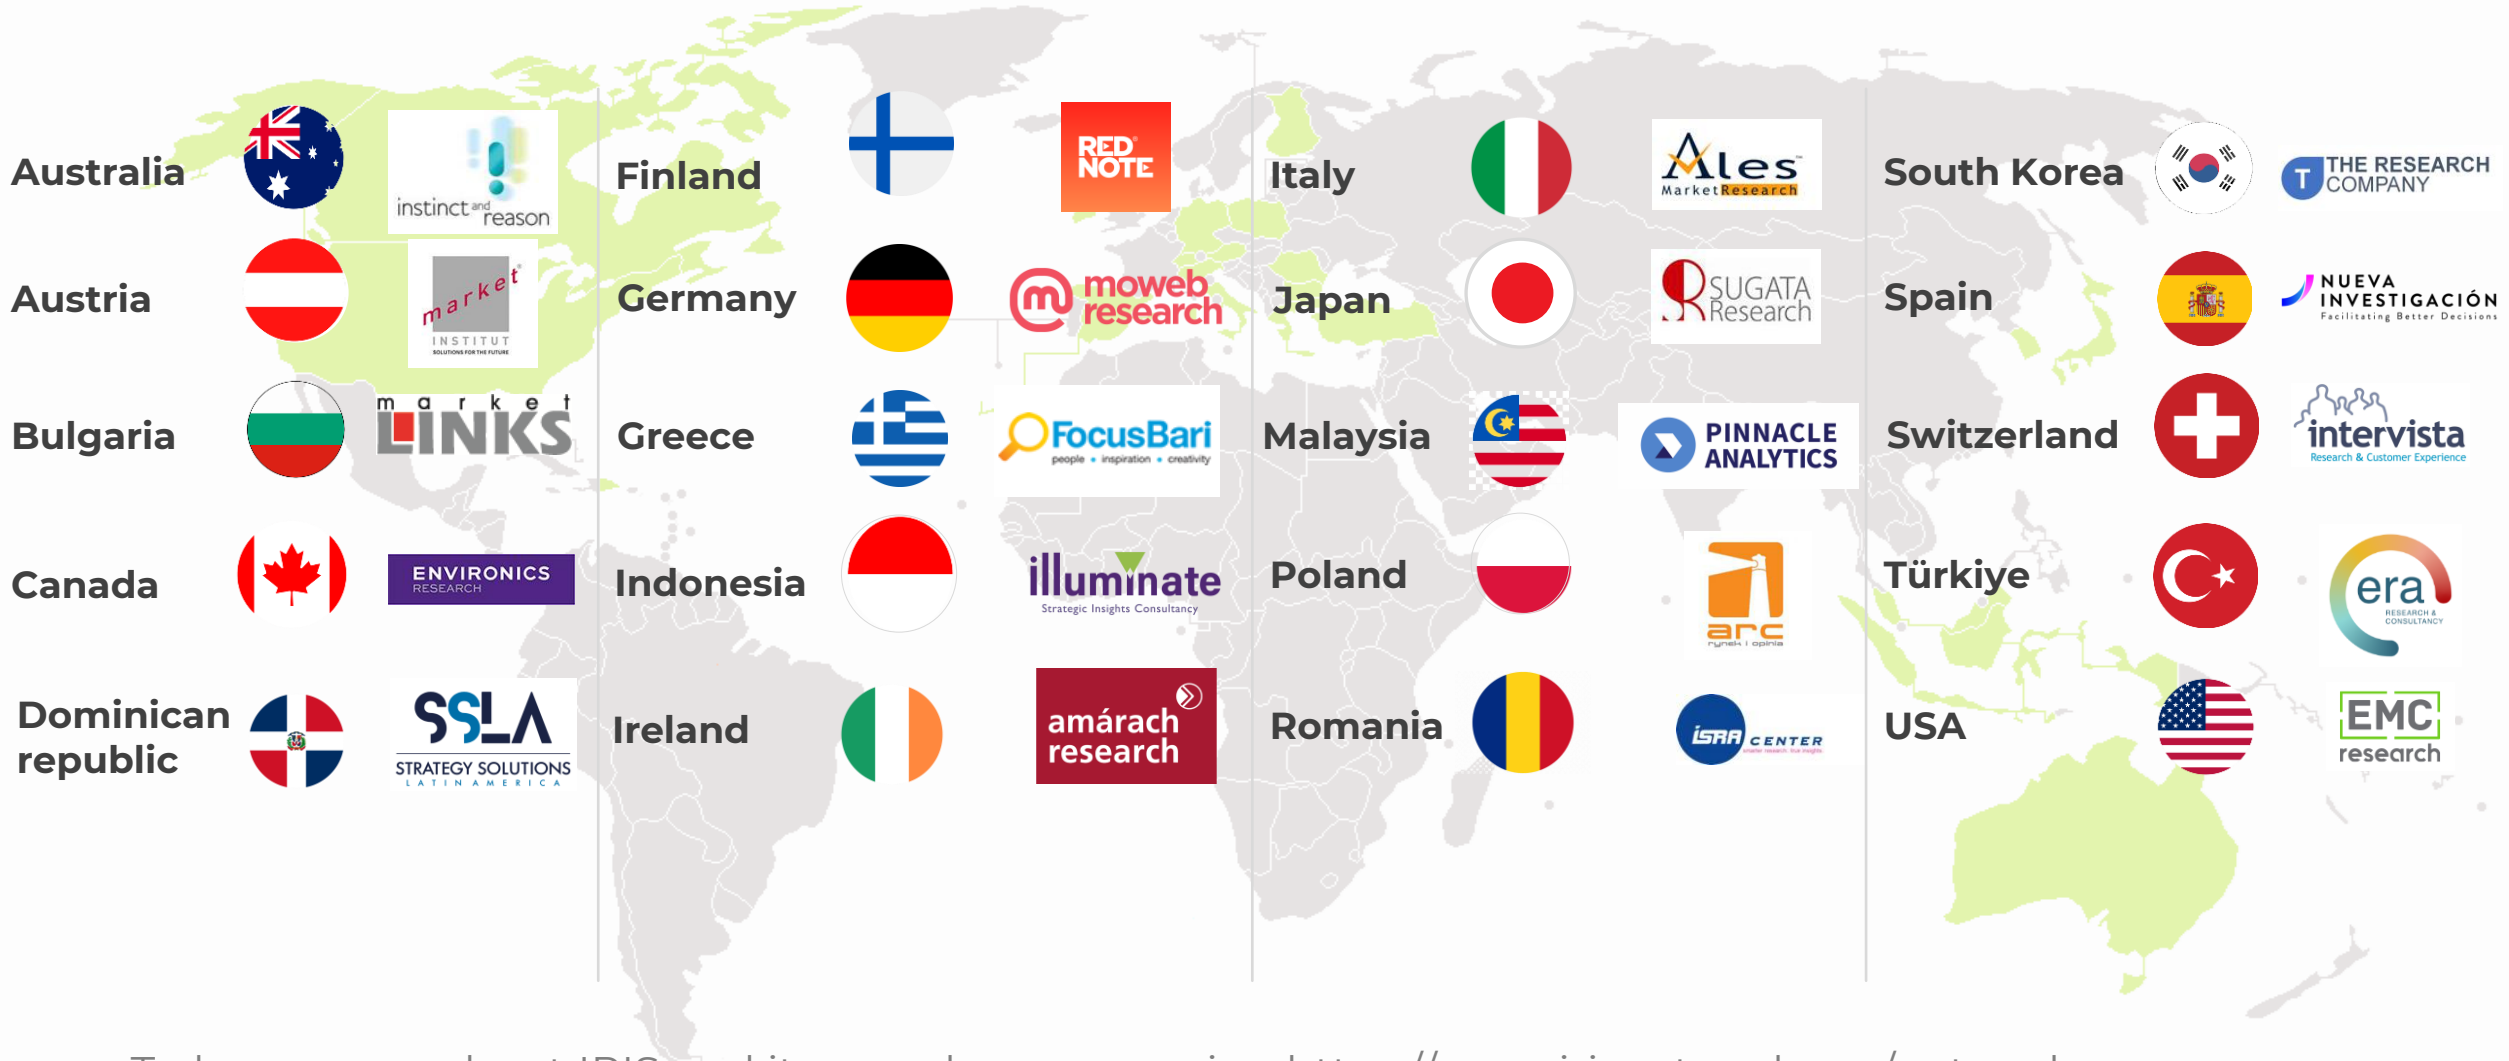 Australia
instinct and reason
Austria
market
INSTITUT
SOLUTIONS FOR THE FUTURE
Bulgaria
market
LINKS
Canada
ENVIRONICS
RESEARCH
Dominican
republic
SSLA
STRATEGY SOLUTIONS
LATIN AMERICA
Finland
RED
NOTE
Germany
moweb
research
Greece
FocusBari
people • inspiration • creativity
Indonesia
illuminate
Strategic Insights Consultancy
Ireland
amárach
research
Italy
Ales
Market Research
Japan
SUGATA
Research
Malaysia
PINNACLE
ANALYTICS
Poland
arc
rynek i opinia
Romania
ISRA CENTER
South Korea
T THE RESEARCH
COMPANY
Spain
NUEVA
INVESTIGACIÓN
Facilitating Better Decisions
Switzerland
intervista
Research & Customer Experience
Türkiye
era
RESEARCH &
CONSULTANCY
USA
EMC
research